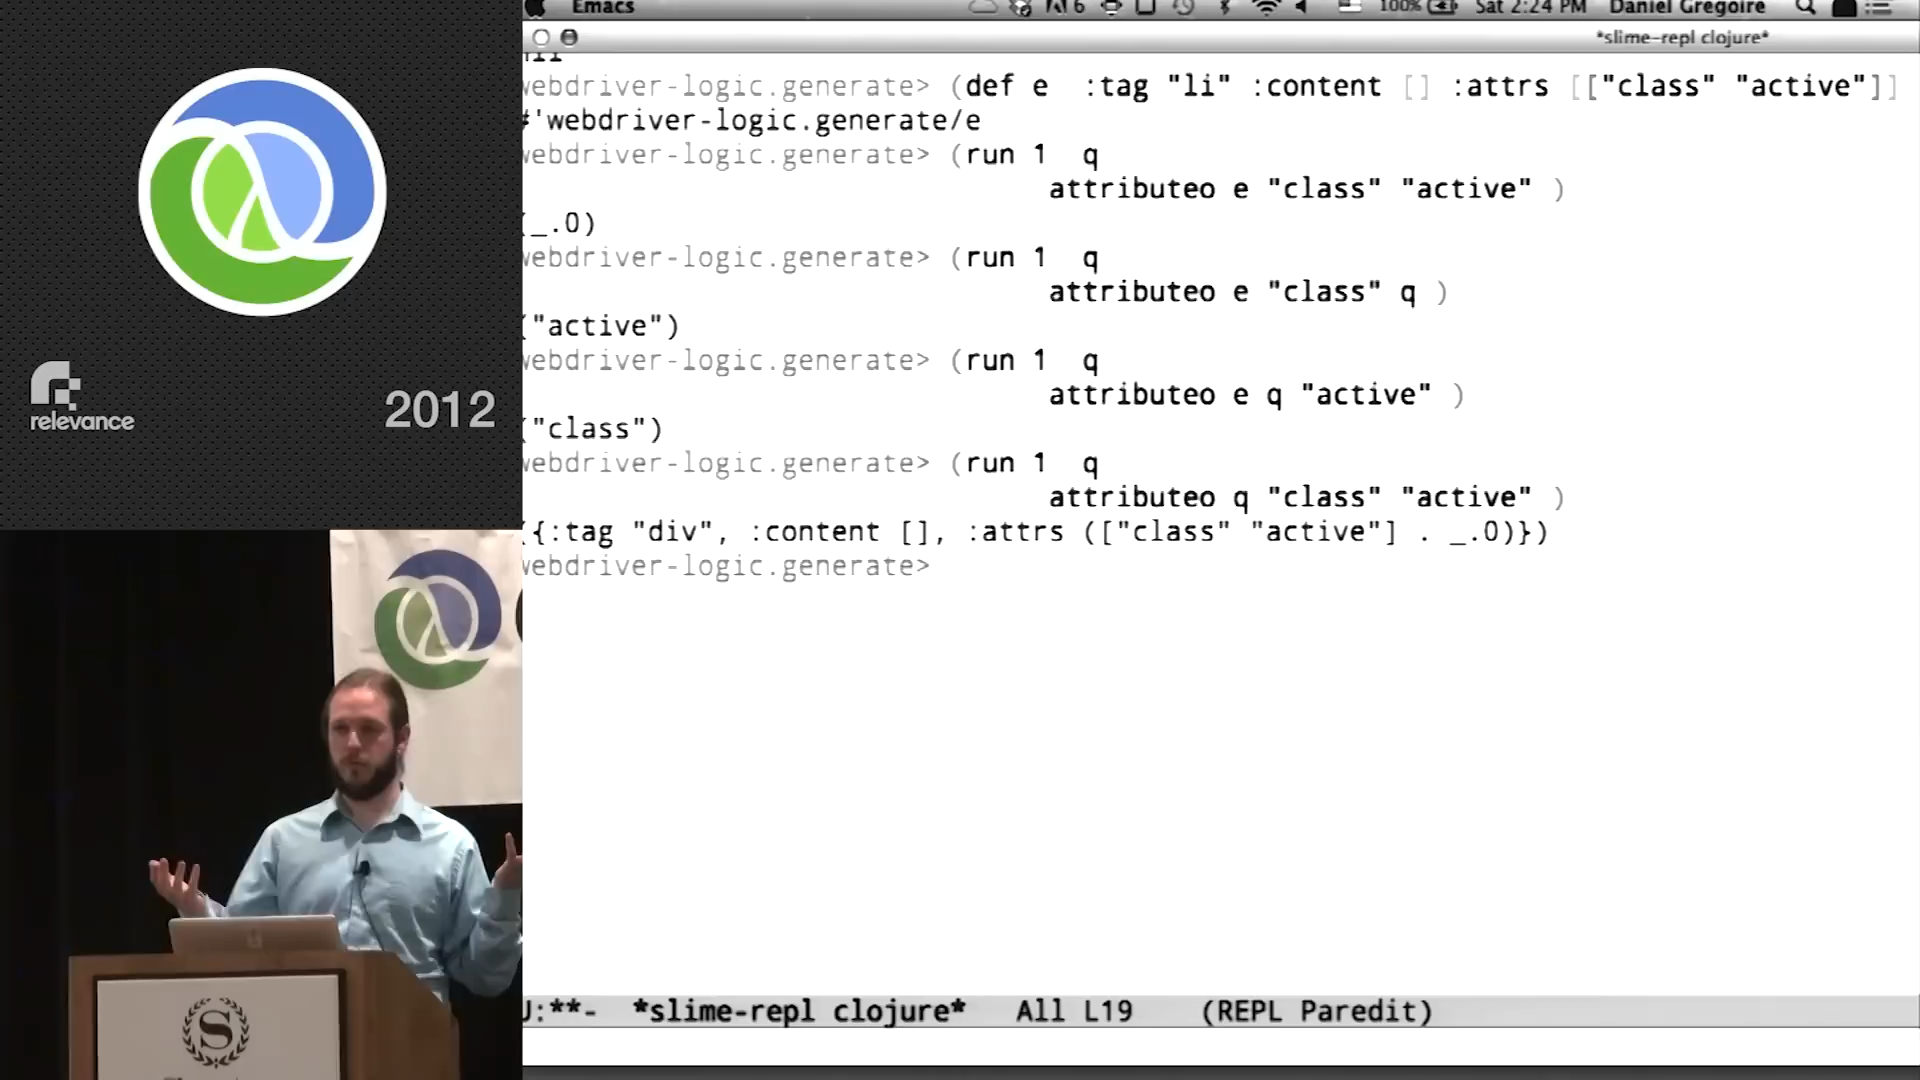 Emacs 6 100% Sat 2:24 PM Daniel Gregoire
*slime-repl clojure*
webdriver-logic.generate> (def e :tag "li" :content [] :attrs [["class" "active"]]
#'webdriver-logic.generate/e
webdriver-logic.generate> (run 1 q
attributeo e "class" "active" )
(_.0)
webdriver-logic.generate> (run 1 q
attributeo e "class" q )
("active")
webdriver-logic.generate> (run 1 q
attributeo e q "active" )
("class")
webdriver-logic.generate> (run 1 q
attributeo q "class" "active" )
({:tag "div", :content [], :attrs (["class" "active"] . _.0)})
webdriver-logic.generate>
U:**- *slime-repl clojure* All L19 (REPL Paredit)
relevance
2012
S